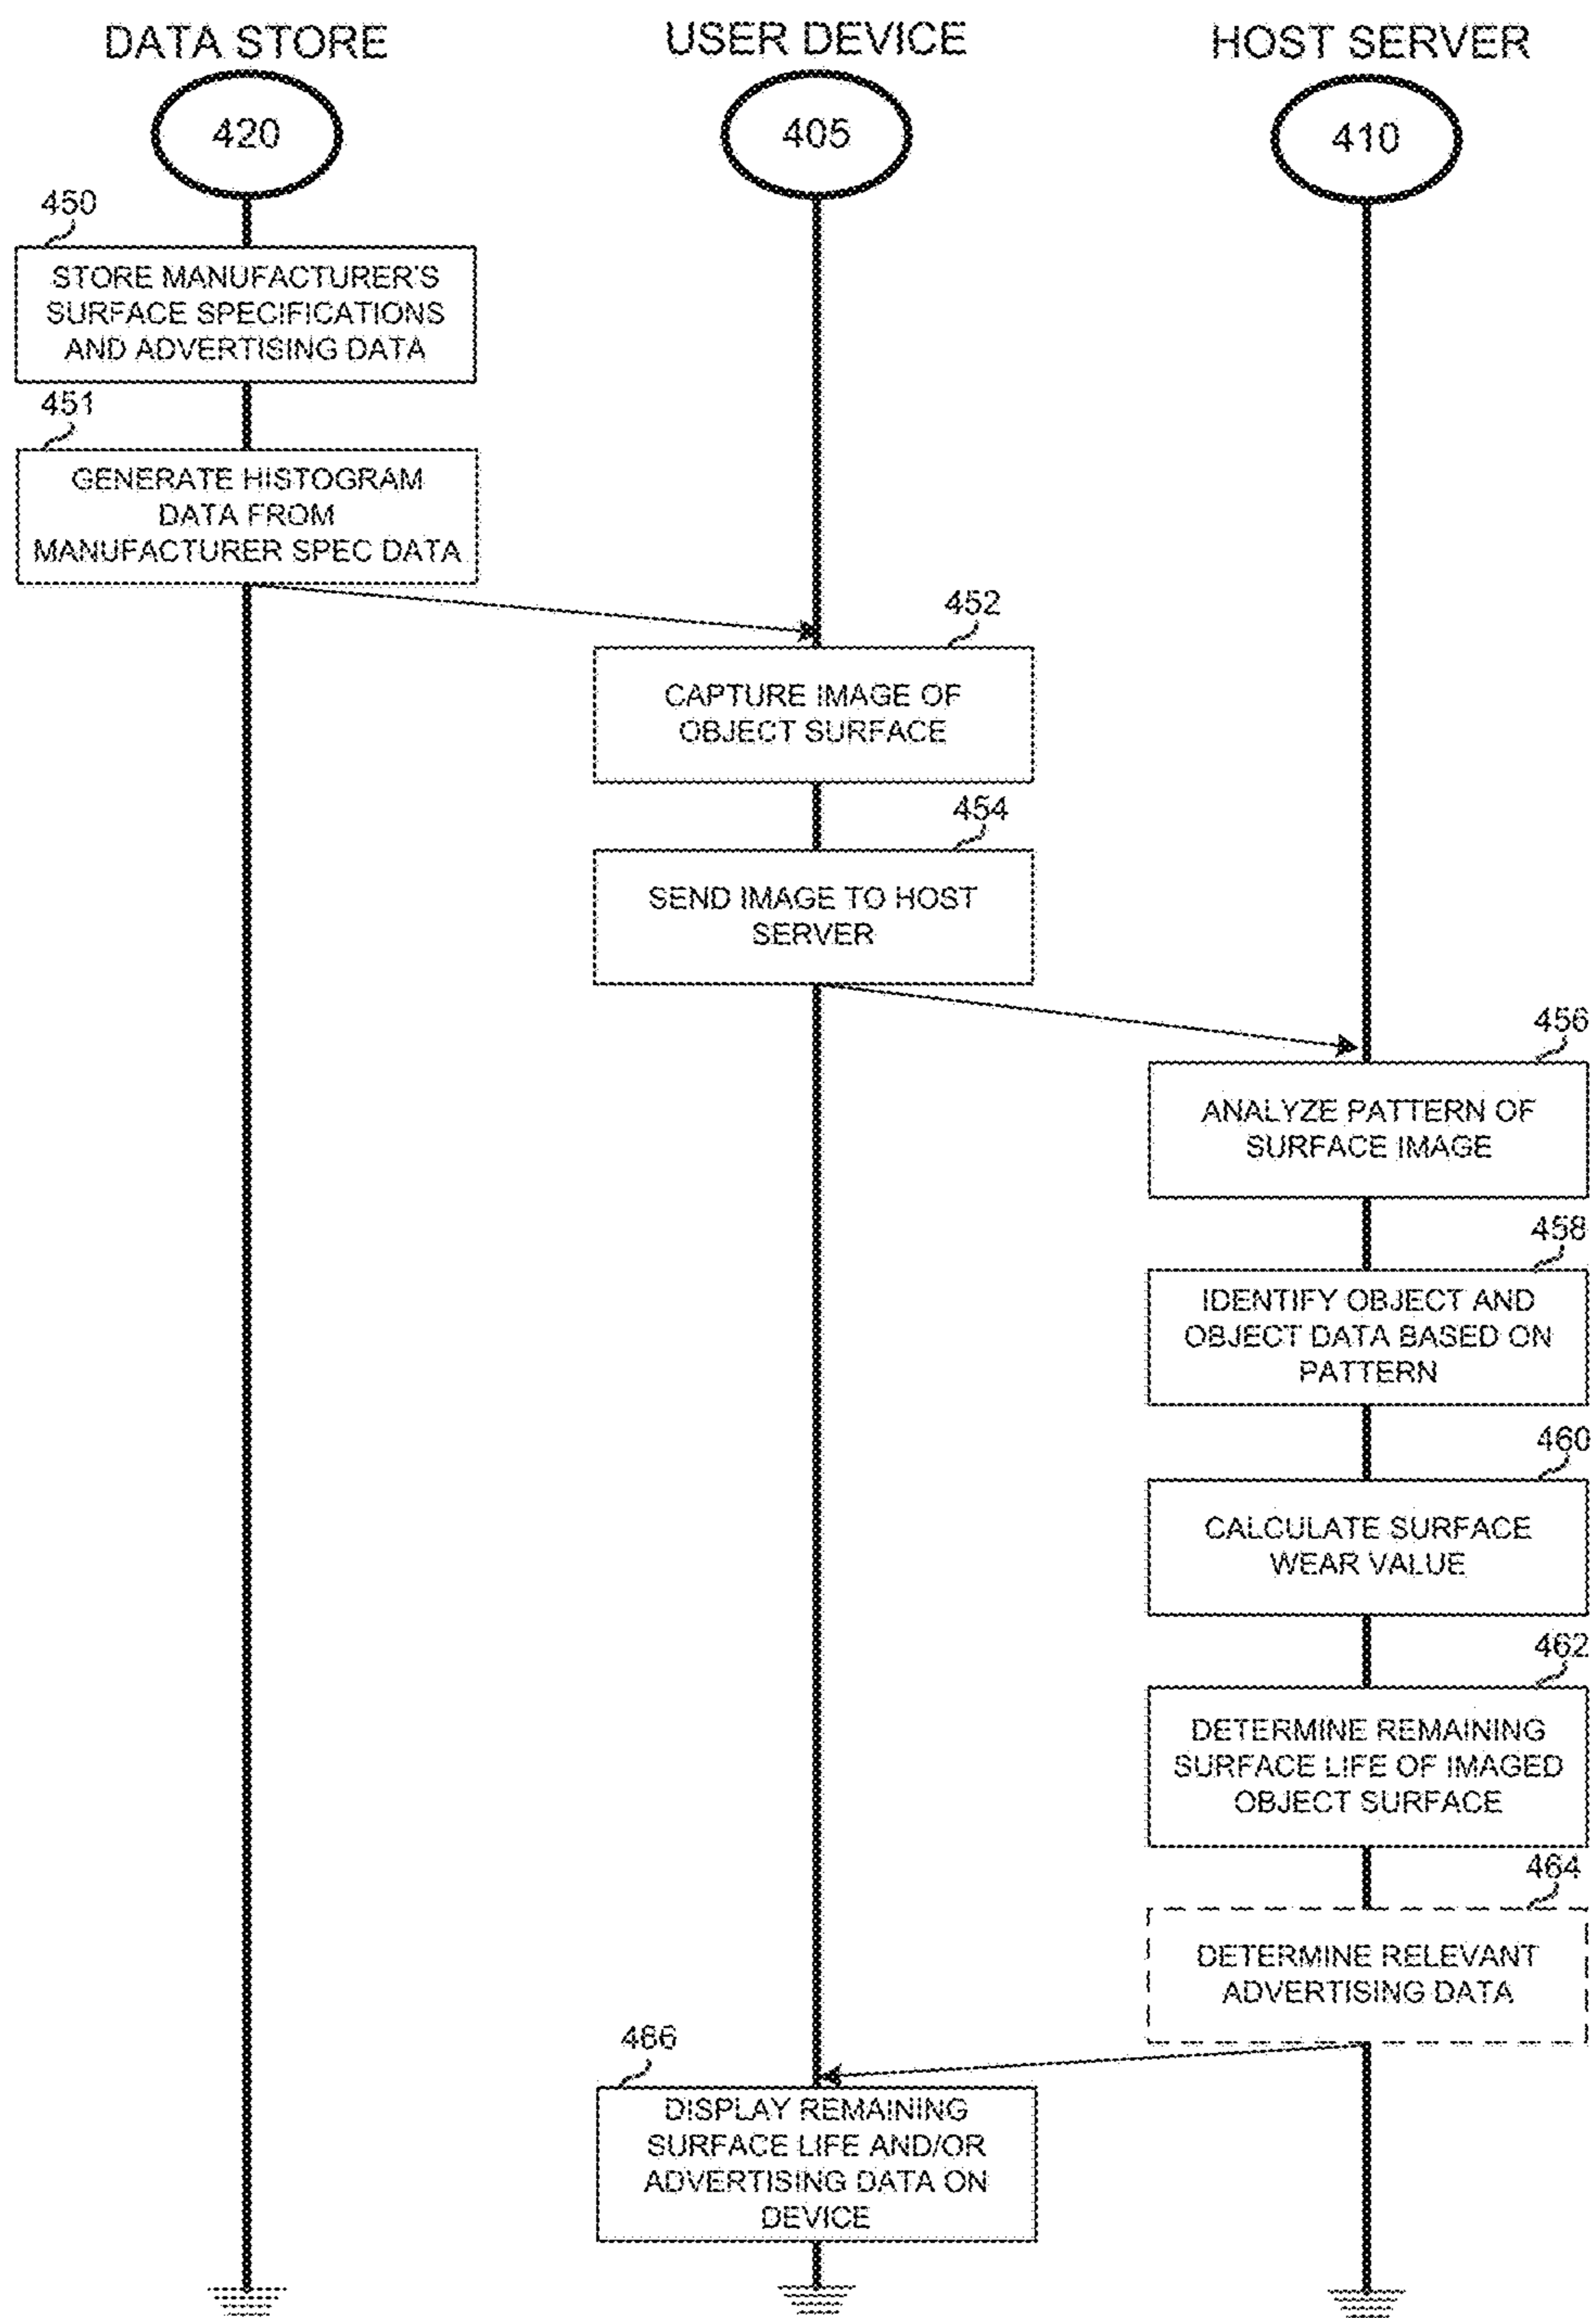 DATA STORE
USER DEVICE
HOST SERVER
420
405
410
450
STORE MANUFACTURER'S
SURFACE SPECIFICATIONS
AND ADVERTISING DATA
451
GENERATE HISTOGRAM
DATA FROM
MANUFACTURER SPEC DATA
452
CAPTURE IMAGE OF
OBJECT SURFACE
454
SEND IMAGE TO HOST
SERVER
456
ANALYZE PATTERN OF
SURFACE IMAGE
458
IDENTIFY OBJECT AND
OBJECT DATA BASED ON
PATTERN
460
CALCULATE SURFACE
WEAR VALUE
462
DETERMINE REMAINING
SURFACE LIFE OF IMAGED
OBJECT SURFACE
464
DETERMINE RELEVANT
ADVERTISING DATA
466
DISPLAY REMAINING
SURFACE LIFE AND/OR
ADVERTISING DATA ON
DEVICE